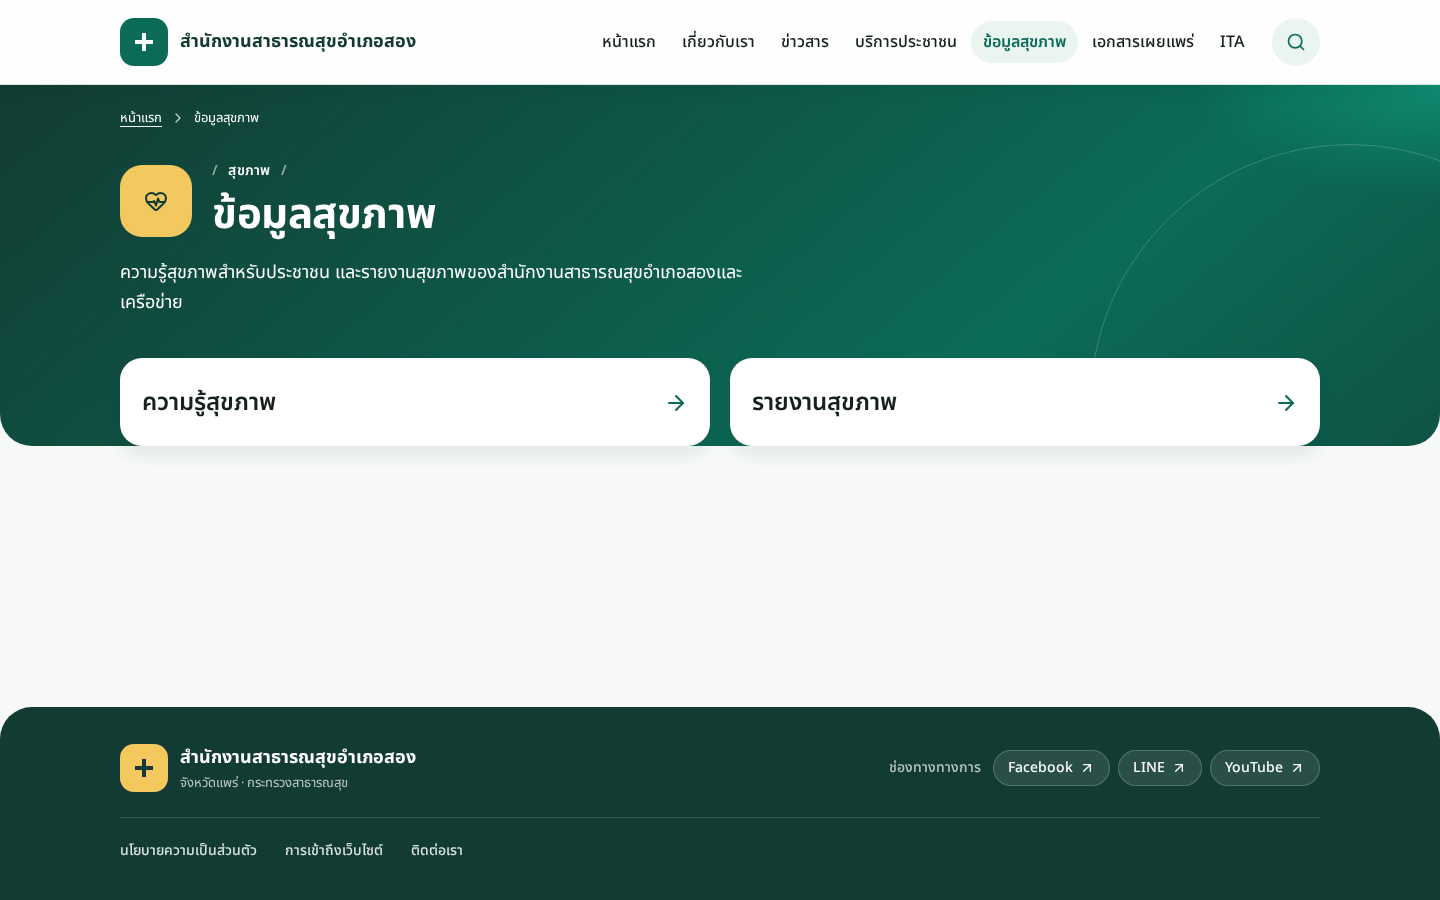 สำนักงานสาธารณสุขอำเภอสอง
หน้าแรก เกี่ยวกับเรา ข่าวสาร บริการประชาชน ข้อมูลสุขภาพ เอกสารเผยแพร่ ITA
หน้าแรก ข้อมูลสุขภาพ
/ สุขภาพ /
ข้อมูลสุขภาพ
ความรู้สุขภาพสำหรับประชาชน และรายงานสุขภาพของสำนักงานสาธารณสุขอำเภอสองและ
เครือข่าย
ความรู้สุขภาพ
รายงานสุขภาพ
สำนักงานสาธารณสุขอำเภอสอง
จังหวัดแพร่ · กระทรวงสาธารณสุข
ช่องทางทางการ Facebook LINE YouTube
นโยบายความเป็นส่วนตัว การเข้าถึงเว็บไซต์ ติดต่อเรา